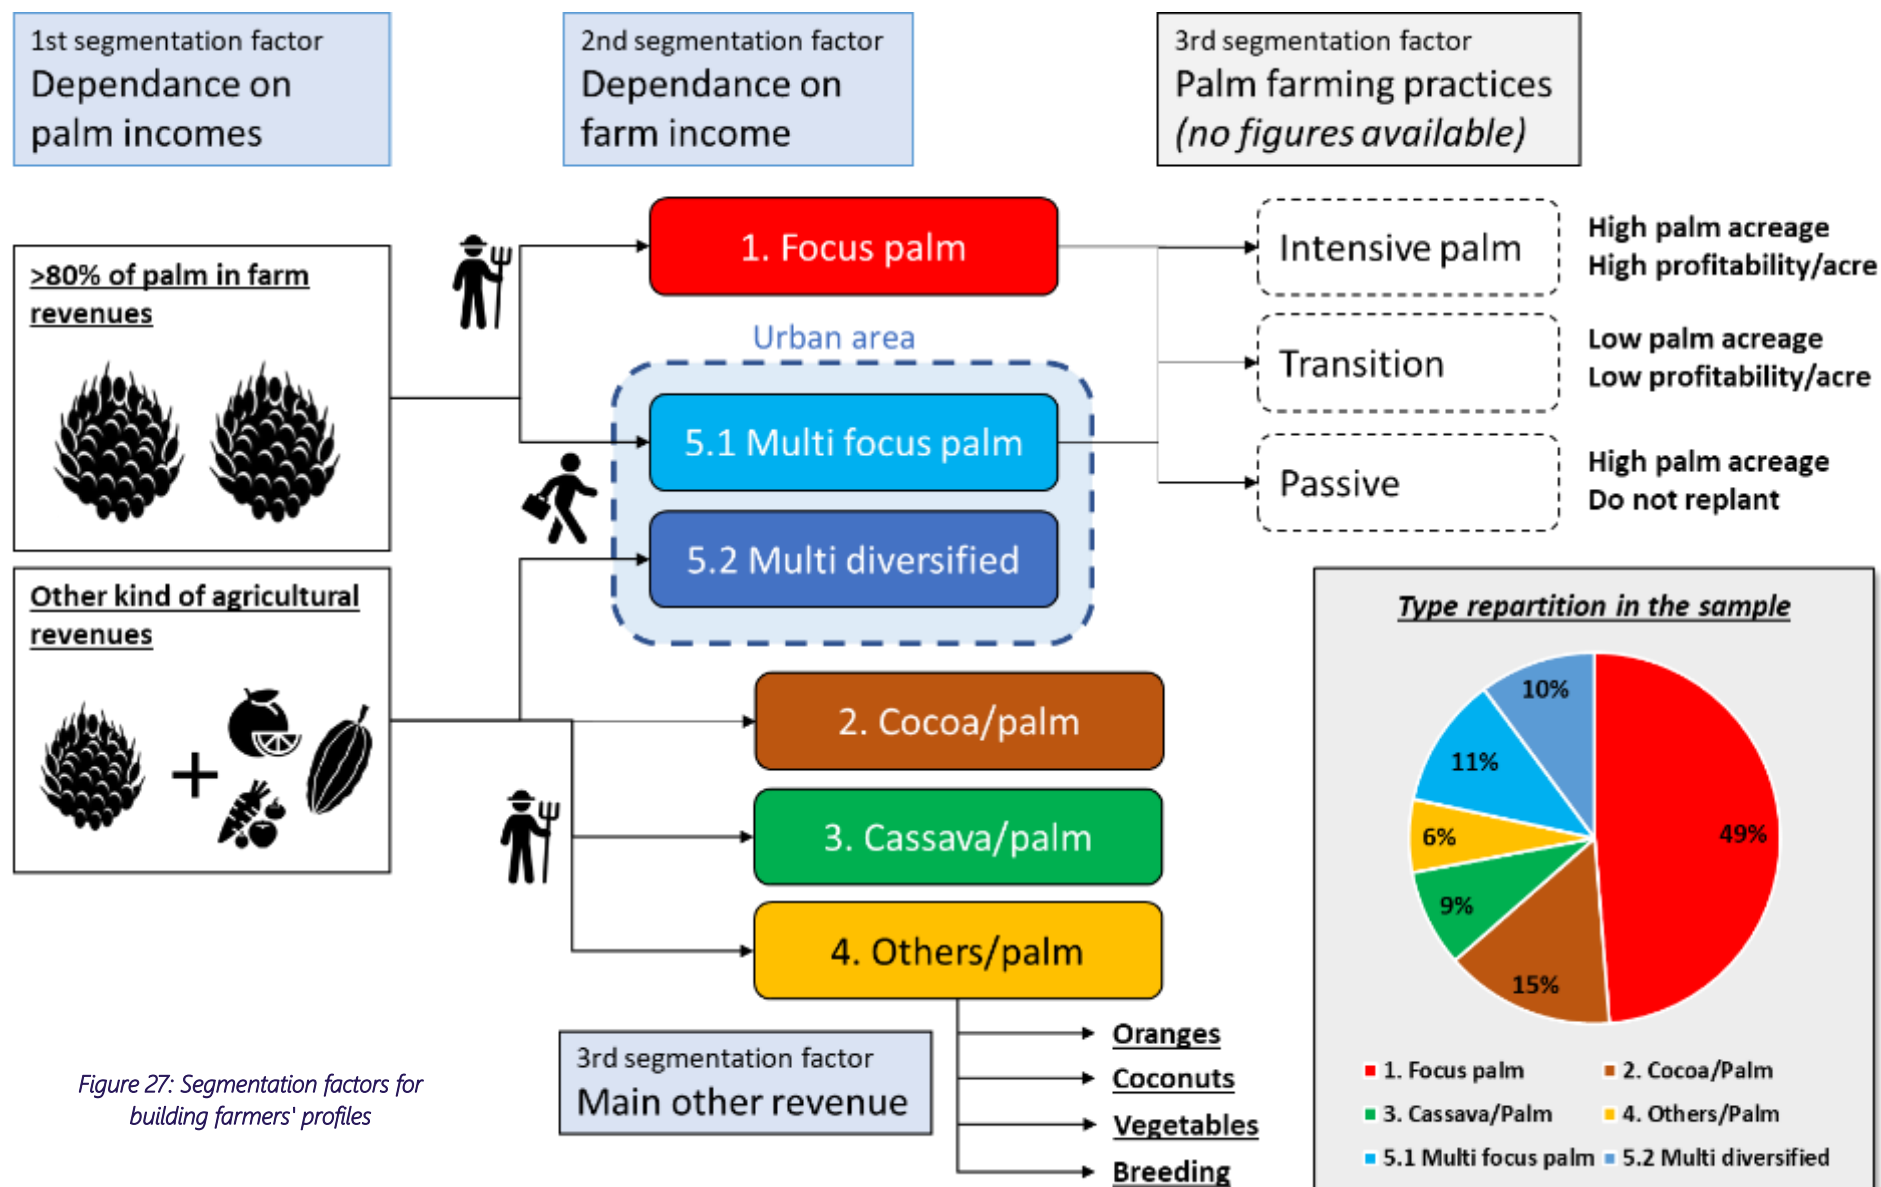 1st segmentation factor
Dependance on
palm incomes
2nd segmentation factor
Dependance on
farm income
3rd segmentation factor
Palm farming practices
(no figures available)
>80% of palm in farm
revenues
1. Focus palm
Urban area
5.1 Multi focus palm
5.2 Multi diversified
Intensive palm
High palm acreage
High profitability/acre
Transition
Low palm acreage
Low profitability/acre
Passive
High palm acreage
Do not replant
Other kind of agricultural
revenues
2. Cocoa/palm
3. Cassava/palm
4. Others/palm
3rd segmentation factor
Main other revenue
Oranges
Coconuts
Vegetables
Breeding
Type repartition in the sample
10%
11%
6%
9%
15%
49%
1. Focus palm
2. Cocoa/Palm
3. Cassava/Palm
4. Others/Palm
5.1 Multi focus palm
5.2 Multi diversified
Figure 27: Segmentation factors for
building farmers' profiles